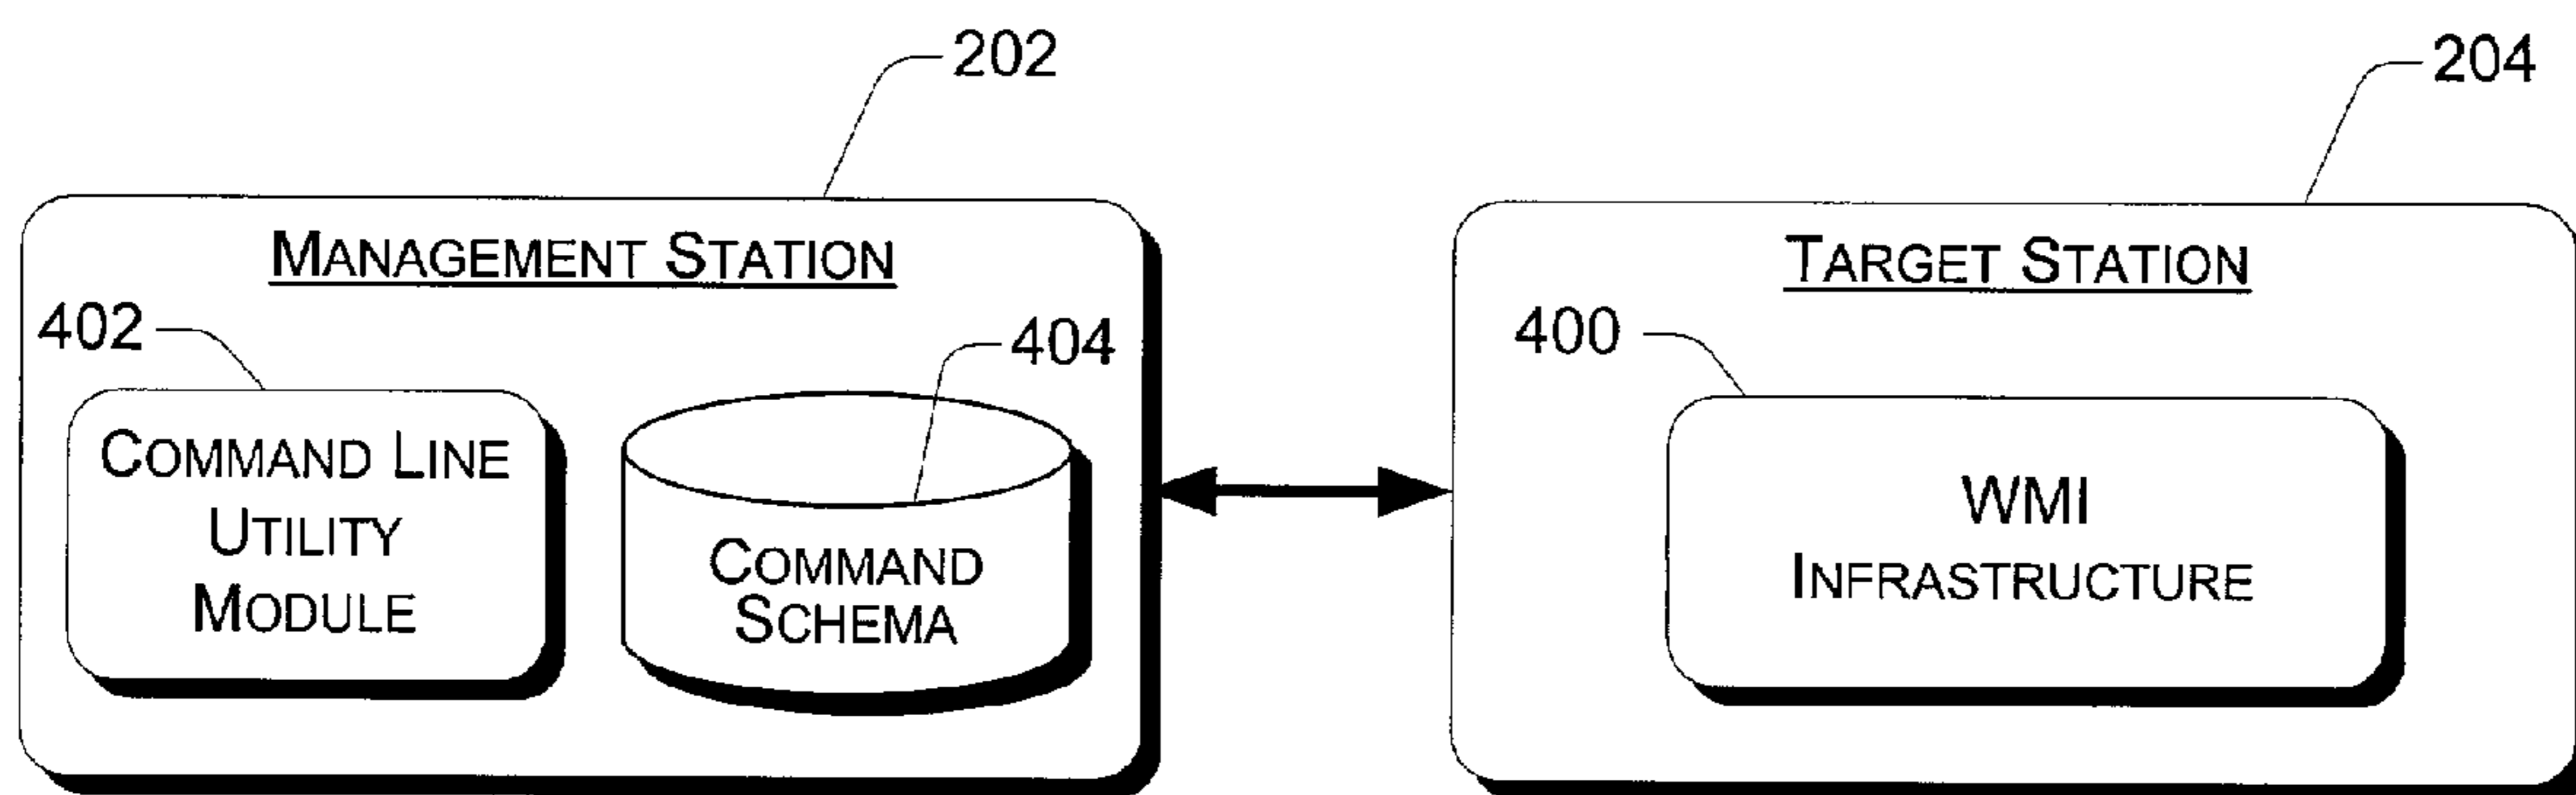 202
204
MANAGEMENT STATION
TARGET STATION
402
404
400
COMMAND LINE
UTILITY
MODULE
COMMAND
SCHEMA
WMI
INFRASTRUCTURE